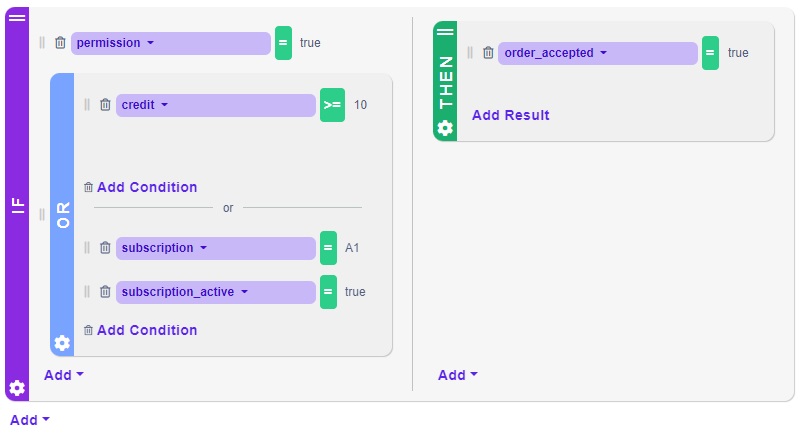 IF
permission = true
OR
credit >= 10
Add Condition
or
subscription = A1
subscription_active = true
Add Condition
Add
THEN
order_accepted = true
Add Result
Add
Add